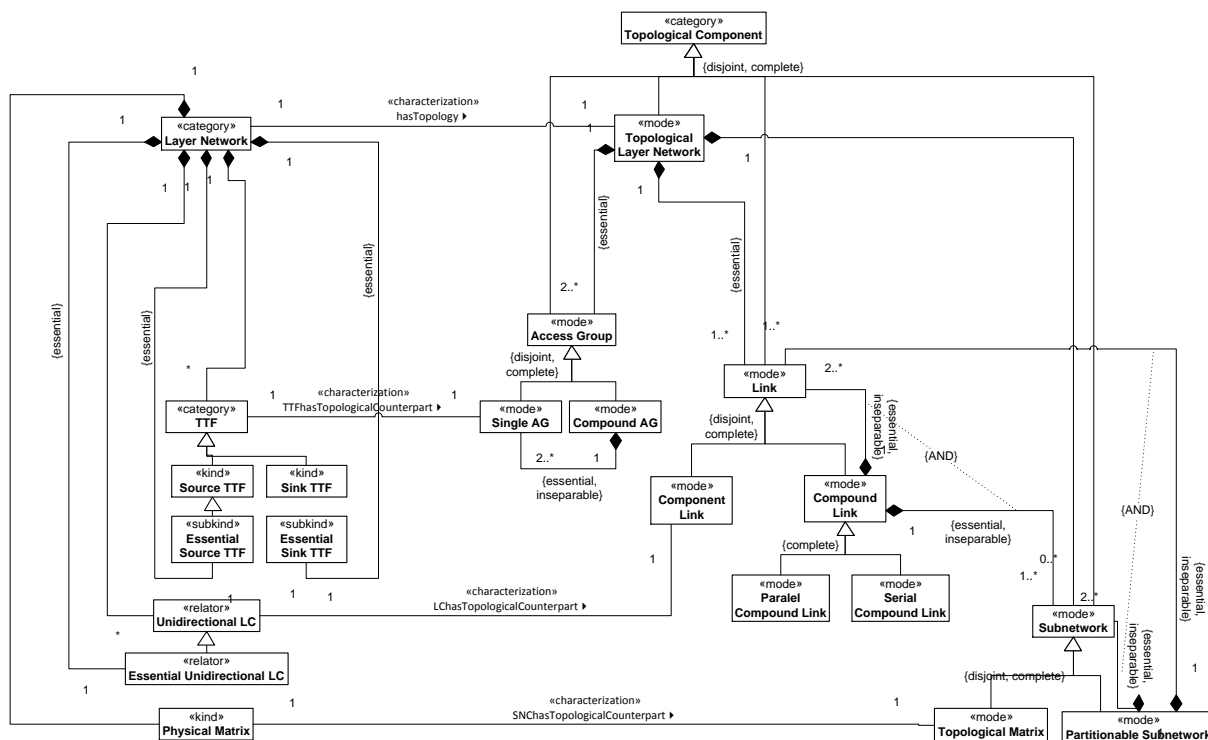 «category»
Topological Component
{disjoint, complete}
1
1
«characterization»
hasTopology
1
1
1
«category»
Layer Network
«mode»
Topological
Layer Network
1
1
1
1
1
1
1
{essential}
{essential}
{essential}
{essential}
{essential}
2..*
«mode»
Access Group
1..*
1..*
{disjoint,
complete}
«mode»
Link
2..*
*
«characterization»
TTFhasTopologicalCounterpart
1
1
«category»
TTF
«mode»
Single AG
«mode»
Compound AG
{disjoint,
complete}
{essential,
inseparable}
{AND}
2..*
1
{essential,
inseparable}
«kind»
Source TTF
«kind»
Sink TTF
«mode»
Component
Link
«mode»
Compound
Link
1
{essential,
inseparable}
{AND}
«subkind»
Essential
Source TTF
«subkind»
Essential
Sink TTF
{complete}
1
0..*
1..*
2..*
{essential,
inseparable}
«mode»
Paralel
Compound Link
«mode»
Serial
Compound Link
1
1
1
«characterization»
LChasTopologicalCounterpart
«relator»
Unidirectional LC
«mode»
Subnetwork
*
{essential,
inseparable}
«relator»
Essential Unidirectional LC
{disjoint, complete}
1
1
1
1
«characterization»
SNChasTopologicalCounterpart
«kind»
Physical Matrix
«mode»
Topological Matrix
«mode»
Partitionable Subnetwork